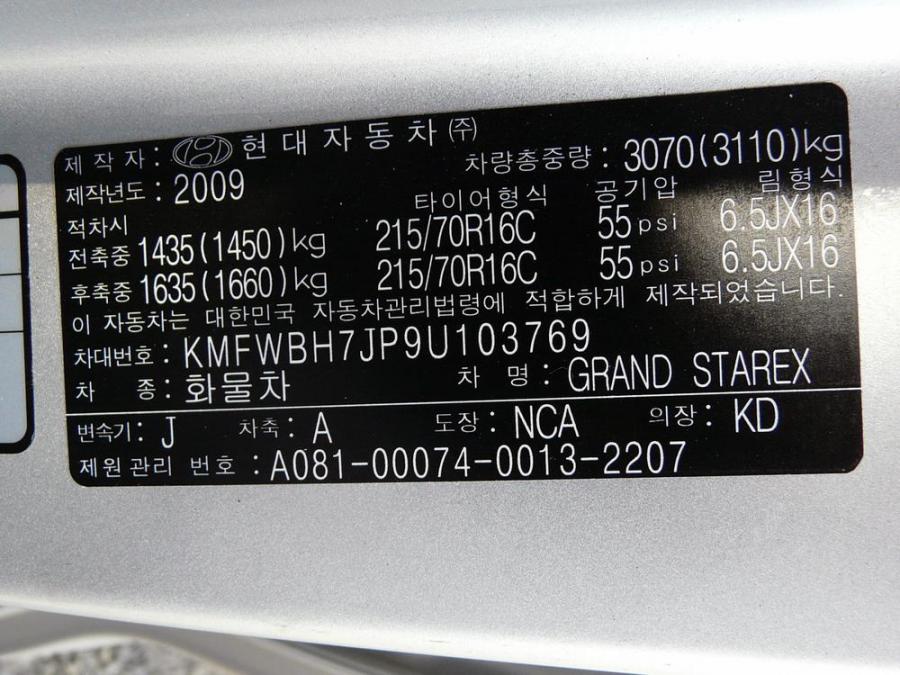 제 작 자 : 현대자동차㈜ 차량총중량 : 3070(3110)kg
제작년도 : 2009 타이어형식 공기압 림형식
적차시 215/70R16C 55 psi 6.5JX16
전축중 1435(1450)kg 215/70R16C 55 psi 6.5JX16
후축중 1635(1660)kg
이 자동차는 대한민국 자동차관리법령에 적합하게 제작되었습니다.
차대번호 : KMFWBH7JP9U103769
차 종 : 화물차 차 명 : GRAND STAREX
변속기 : J 차축 : A 도장 : NCA 의장 : KD
제원관리 번호 : A081-00074-0013-2207